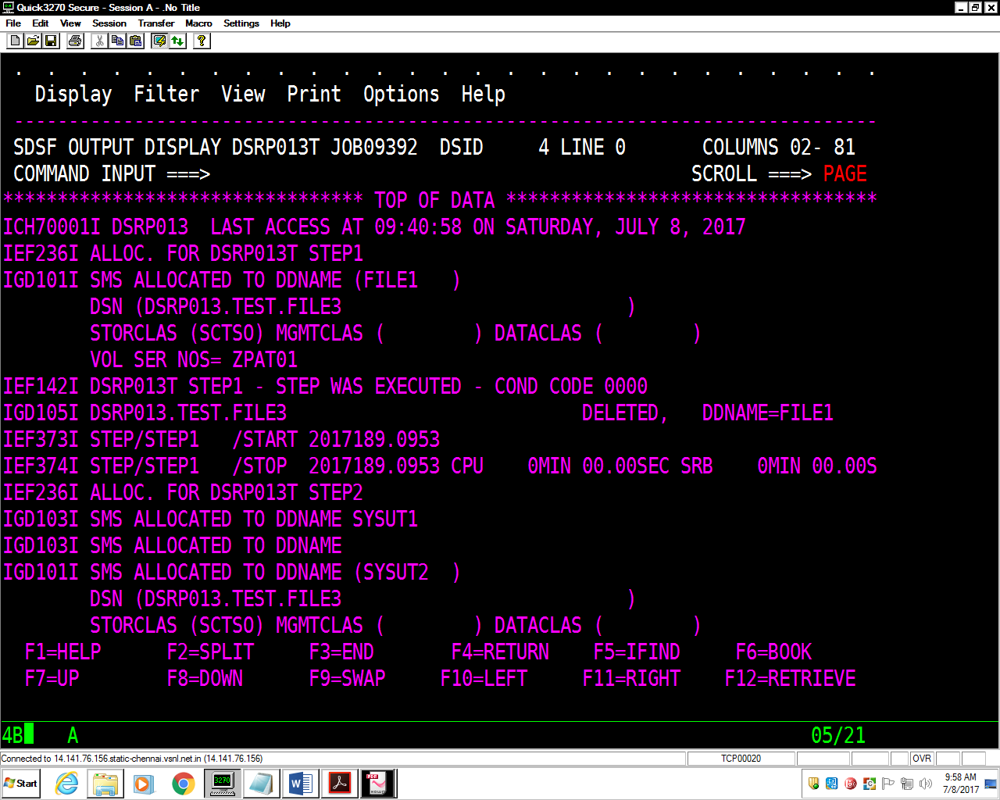 Quick3270 Secure - Session A - .No Title
File Edit View Session Transfer Macro Settings Help
. . . . . . . . . . . . . . . . . . . . . . . . . . .
Display Filter View Print Options Help
-------------------------------------------------------------------------------
SDSF OUTPUT DISPLAY DSRP013T JOB09392 DSID 4 LINE 0 COLUMNS 02- 81
COMMAND INPUT ===> SCROLL ===> PAGE
********************************* TOP OF DATA **********************************
ICH70001I DSRP013 LAST ACCESS AT 09:40:58 ON SATURDAY, JULY 8, 2017
IEF236I ALLOC. FOR DSRP013T STEP1
IGD101I SMS ALLOCATED TO DDNAME (FILE1 )
DSN (DSRP013.TEST.FILE3 )
STORCLAS (SCTSO) MGMTCLAS ( ) DATACLAS ( )
VOL SER NOS= ZPAT01
IEF142I DSRP013T STEP1 - STEP WAS EXECUTED - COND CODE 0000
IGD105I DSRP013.TEST.FILE3 DELETED, DDNAME=FILE1
IEF373I STEP/STEP1 /START 2017189.0953
IEF374I STEP/STEP1 /STOP 2017189.0953 CPU 0MIN 00.00SEC SRB 0MIN 00.00S
IEF236I ALLOC. FOR DSRP013T STEP2
IGD103I SMS ALLOCATED TO DDNAME SYSUT1
IGD103I SMS ALLOCATED TO DDNAME
IGD101I SMS ALLOCATED TO DDNAME (SYSUT2 )
DSN (DSRP013.TEST.FILE3 )
STORCLAS (SCTSO) MGMTCLAS ( ) DATACLAS ( )
F1=HELP F2=SPLIT F3=END F4=RETURN F5=IFIND F6=BOOK
F7=UP F8=DOWN F9=SWAP F10=LEFT F11=RIGHT F12=RETRIEVE
4B A 05/21
Connected to 14.141.76.156.static-chennai.vsnl.net.in (14.141.76.156) TCP00020 OVR
Start 3270 PDF 9:58 AM
7/8/2017